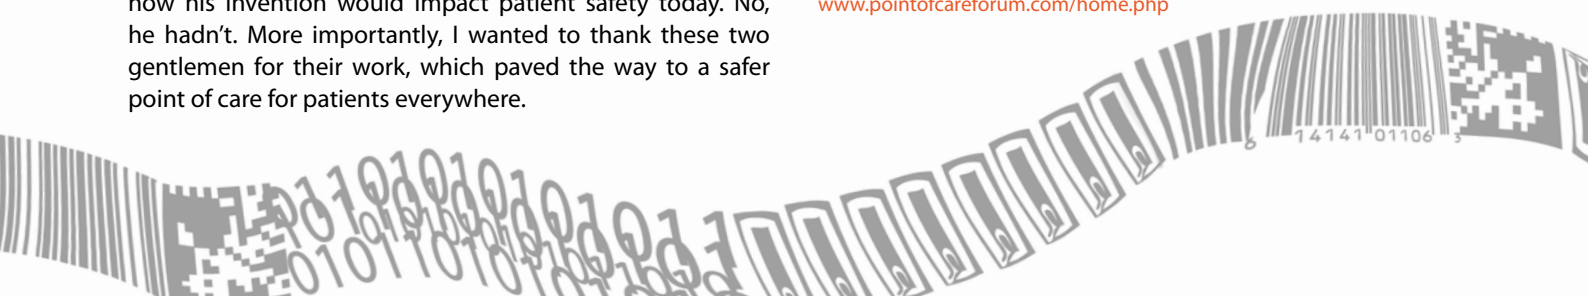 how his invention would impact patient safety today. No,
he hadn't. More importantly, I wanted to thank these two
gentlemen for their work, which paved the way to a safer
point of care for patients everywhere.
www.pointofcareforum.com/home.php
6 14141 01106 3